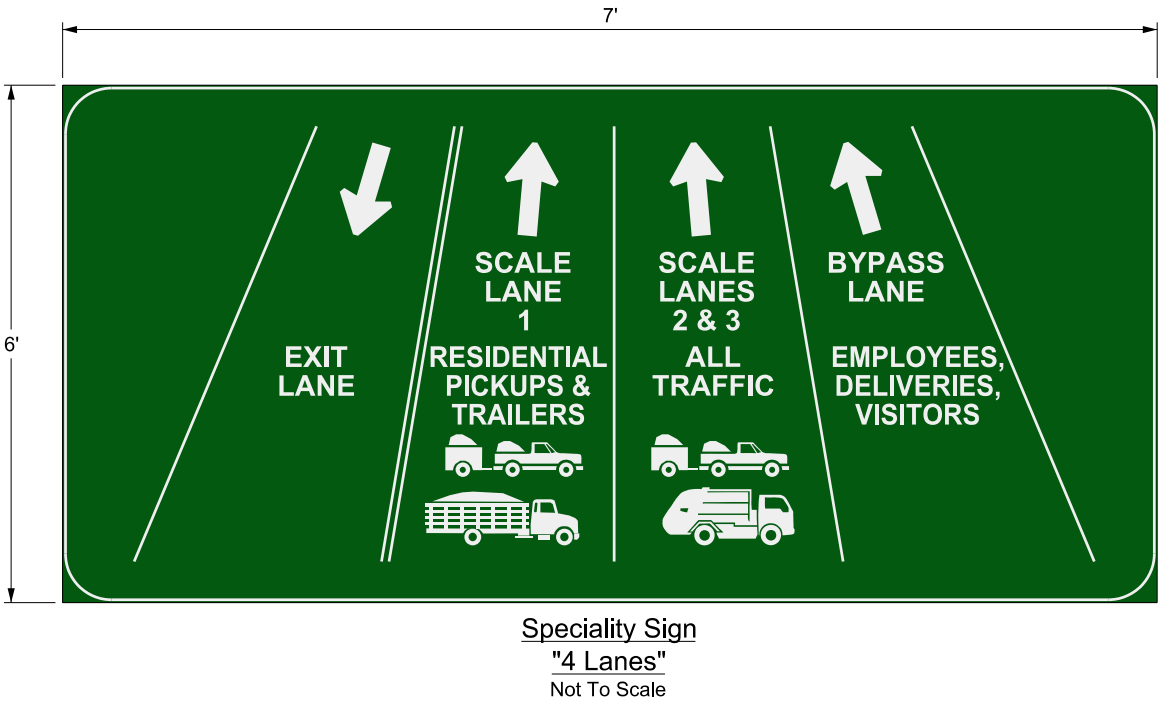 7'
6'
EXIT
LANE
SCALE
LANE
1
RESIDENTIAL
PICKUPS &
TRAILERS
SCALE
LANES
2 & 3
ALL
TRAFFIC
BYPASS
LANE
EMPLOYEES,
DELIVERIES,
VISITORS
Speciality Sign
"4 Lanes"
Not To Scale